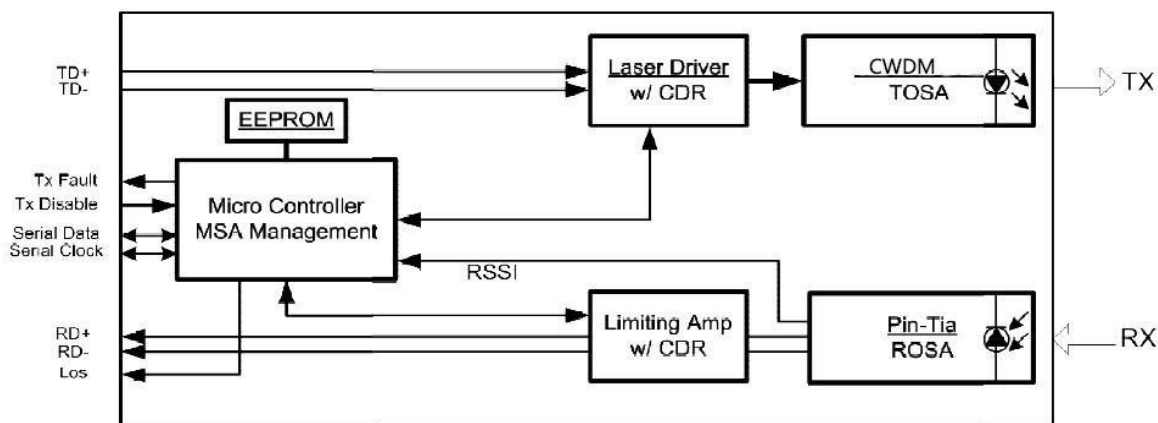 TD+
TD-
Laser Driver
w/ CDR
CWDM
TOSA
TX
EEPROM
Tx Fault
Tx Disable
Serial Data
Serial Clock
Micro Controller
MSA Management
RSSI
RD+
RD-
Los
Limiting Amp
w/ CDR
Pin-Tia
ROSA
RX